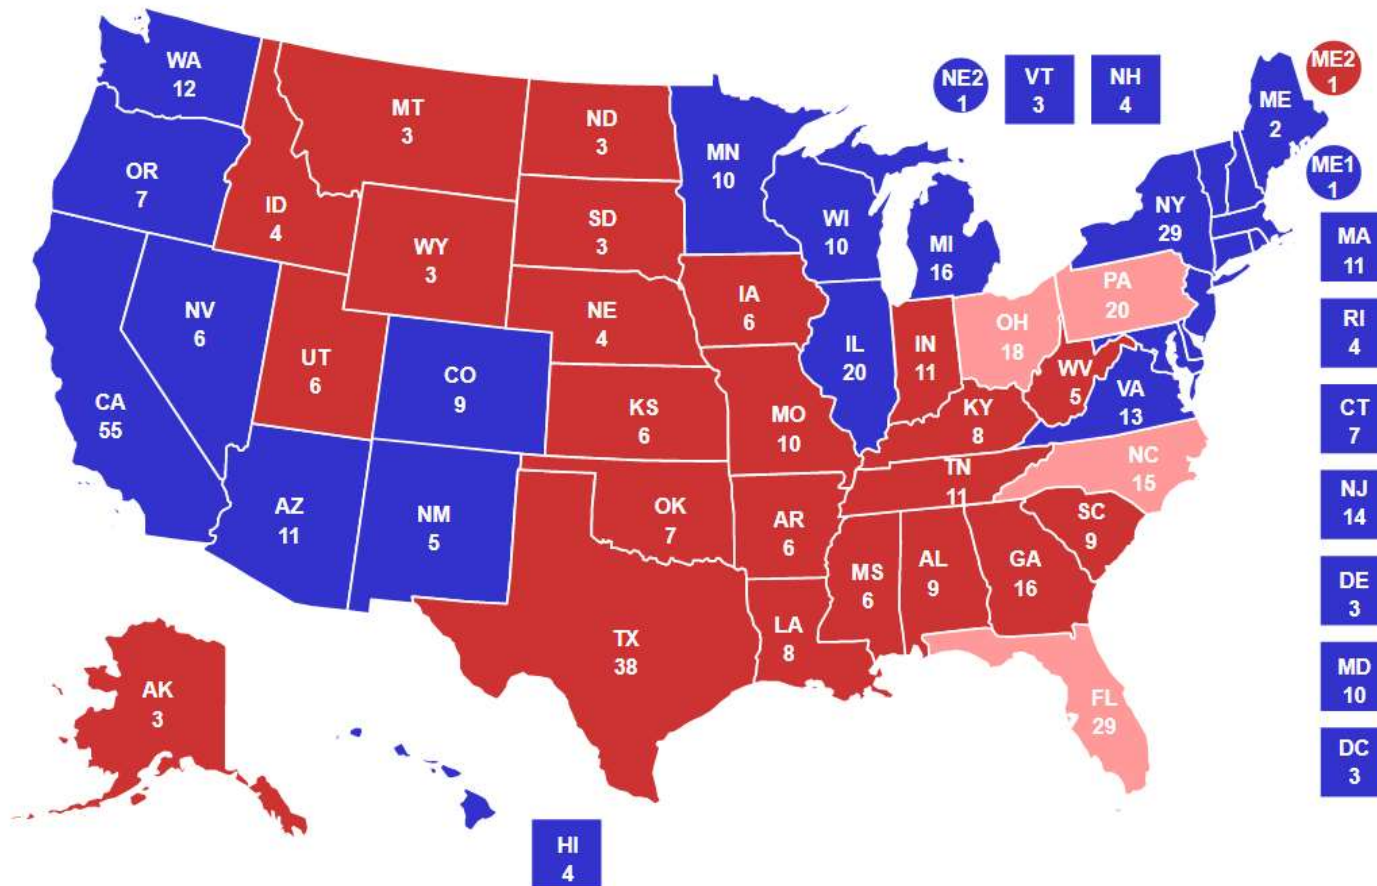 WA
12
MT
3
ND
3
MN
10
NE2
1
VT
3
NH
4
ME
2
ME2
1
OR
7
ID
4
WY
3
SD
3
WI
10
MI
16
NY
29
ME1
1
MA
11
NV
6
UT
6
CO
9
NE
4
IA
6
IL
20
IN
11
OH
18
PA
20
WV
5
VA
13
RI
4
CA
55
KS
6
MO
10
KY
8
CT
7
AZ
11
NM
5
OK
7
AR
6
TN
11
NC
15
SC
9
NJ
14
TX
38
LA
8
MS
6
AL
9
GA
16
DE
3
AK
3
FL
29
MD
10
DC
3
HI
4